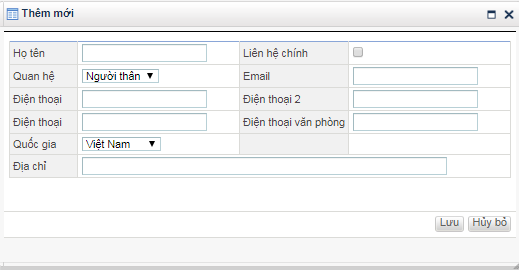 Thêm mới
Họ tên Liên hệ chính
Quan hệ Người thân Email
Điện thoại Điện thoại 2
Điện thoại Điện thoại văn phòng
Quốc gia Việt Nam
Địa chỉ
Lưu Hủy bỏ